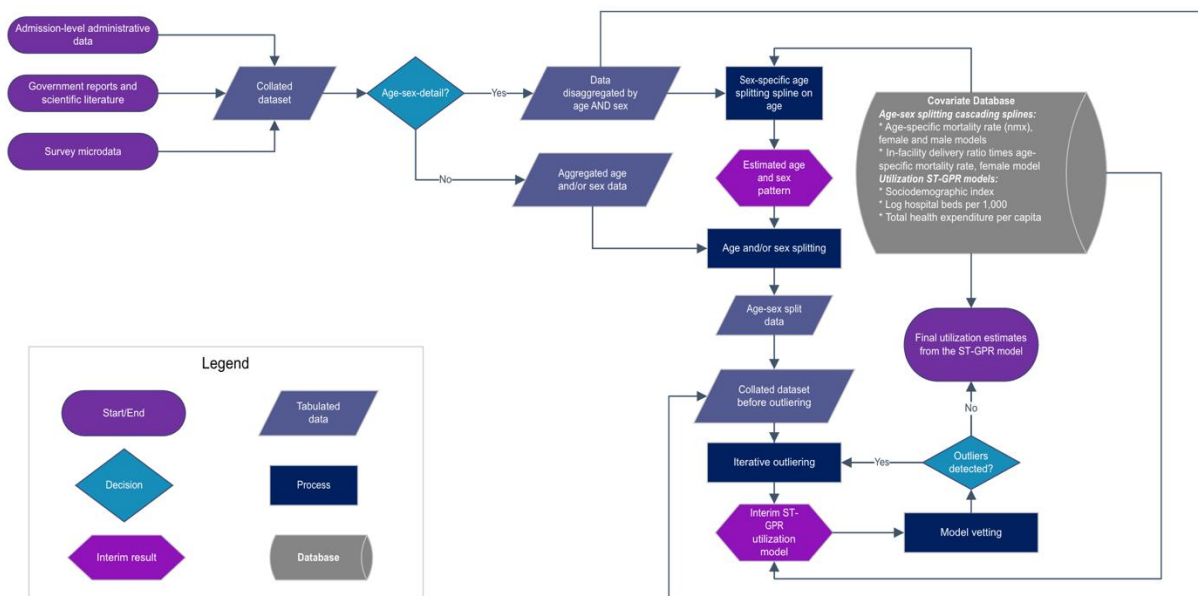 Admission-level administrative
data
Government reports and
scientific literature
Survey microdata
Collated
dataset
Age-sex-detail?
Yes
No
Data
disaggregated by
age AND sex
Aggregated age
and/or sex data
Sex-specific age
splitting spline on
age
Estimated age
and sex
pattern
Age and/or sex splitting
Age-sex split
data
Collated dataset
before outliering
Iterative outliering
Interim ST-
GPR
utilization
model
Model vetting
Outliers
detected?
Yes
No
Final utilization estimates
from the ST-GPR model
Covariate Database
Age-sex splitting cascading splines:
* Age-specific mortality rate (nmx),
female and male models
* In-facility delivery ratio times age-
specific mortality rate, female model
Utilization ST-GPR models:
* Sociodemographic index
* Log hospital beds per 1,000
* Total health expenditure per capita
Legend
Start/End
Tabulated
data
Decision
Process
Interim result
Database